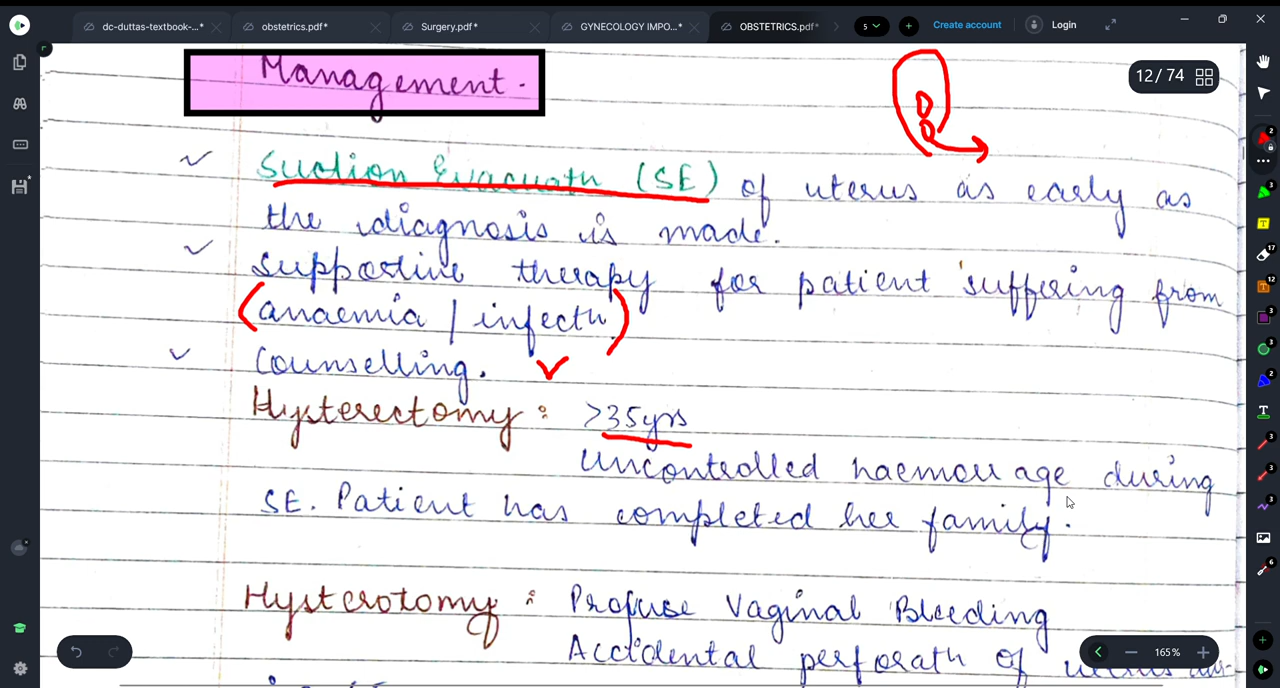 dc-duttas-textbook-...*
obstetrics.pdf*
Surgery.pdf*
GYNECOLOGY IMPO...*
OBSTETRICS.pdf*
5
Create account
Login
12/74
Management.
Suction Evacuatn (SE) of uterus as early as
the diagnosis is made.
Supportive therapy for patient suffering from
(anaemia / infectn)
Counselling.
Hysterectomy : >35yrs
Uncontrolled haemorrage during
SE. Patient has completed her family.
Hysterotomy : Profuse Vaginal Bleeding
Accidental perforatn of uterus
165%